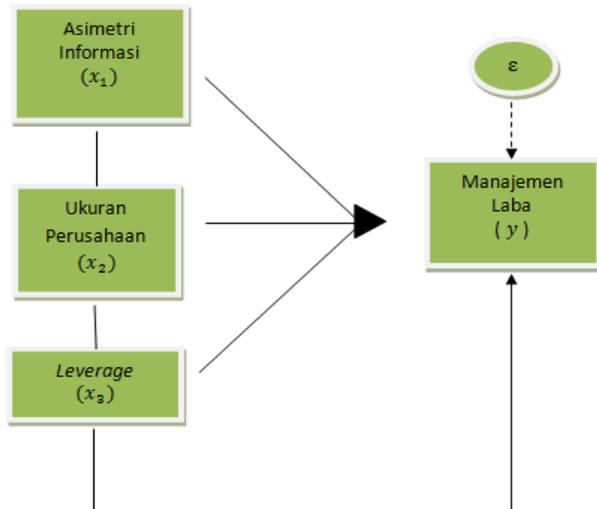 Asimetri
Informasi
(x₁)
ε
Ukuran
Perusahaan
(x₂)
Manajemen
Laba
( y )
Leverage
(x₃)